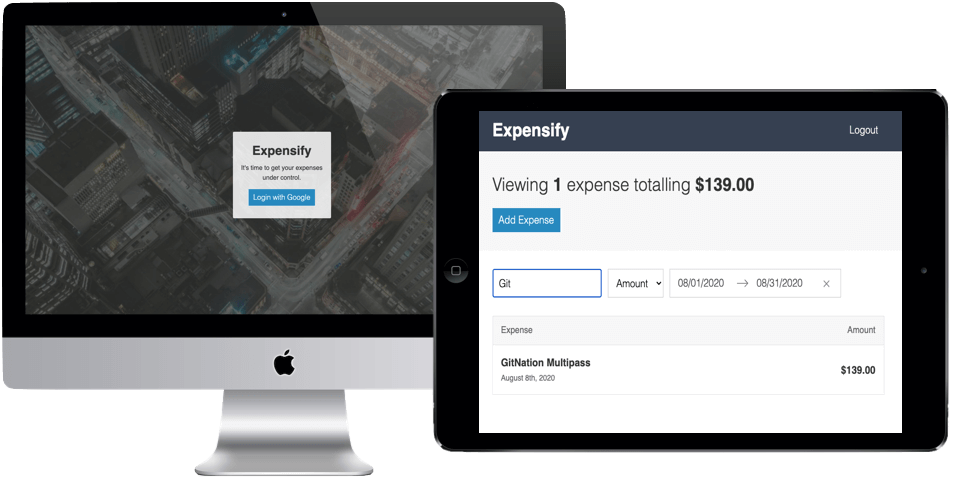 Expensify
It's time to get your expenses
under control.
Login with Google
Expensify
Logout
Viewing 1 expense totalling $139.00
Add Expense
Git
Amount
08/01/2020
08/31/2020
Expense
Amount
GitNation Multipass
August 8th, 2020
$139.00